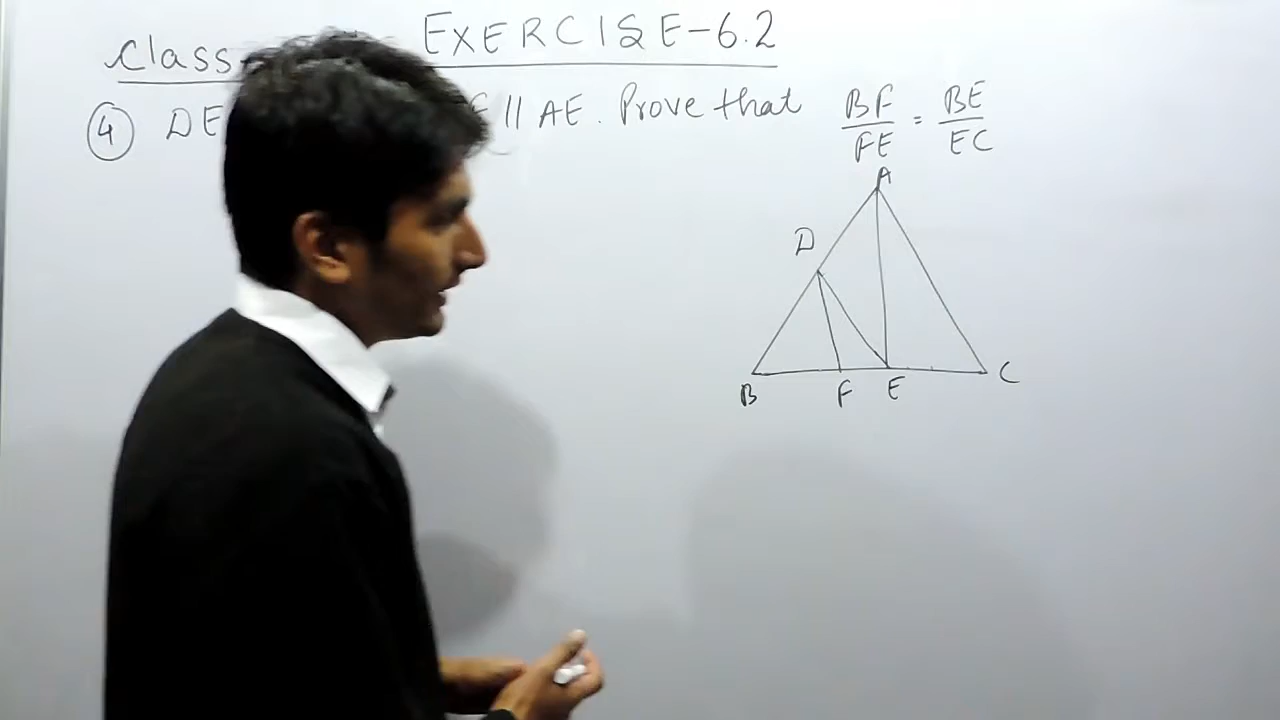 Class- EXERCISE-6.2
4 DE F || AE. Prove that BF/FE = BE/EC
A
D
B F E C